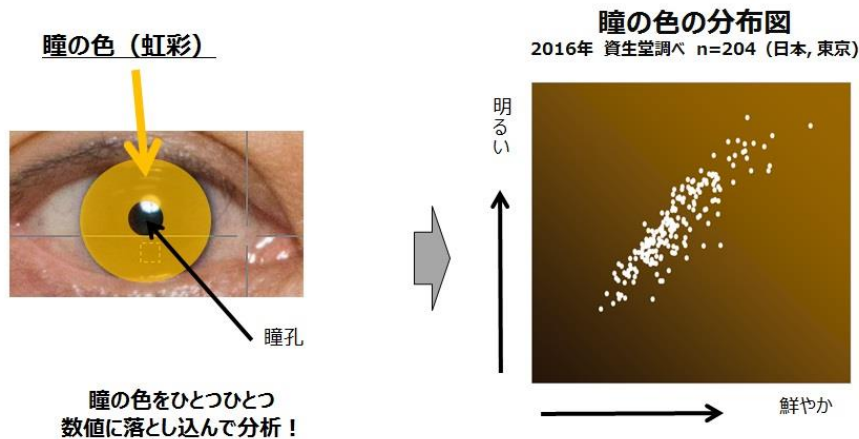 瞳の色（虹彩）
瞳孔
瞳の色をひとつひとつ
数値に落とし込んで分析！
瞳の色の分布図
2016年 資生堂調べ n=204（日本, 東京）
明るい
鮮やか